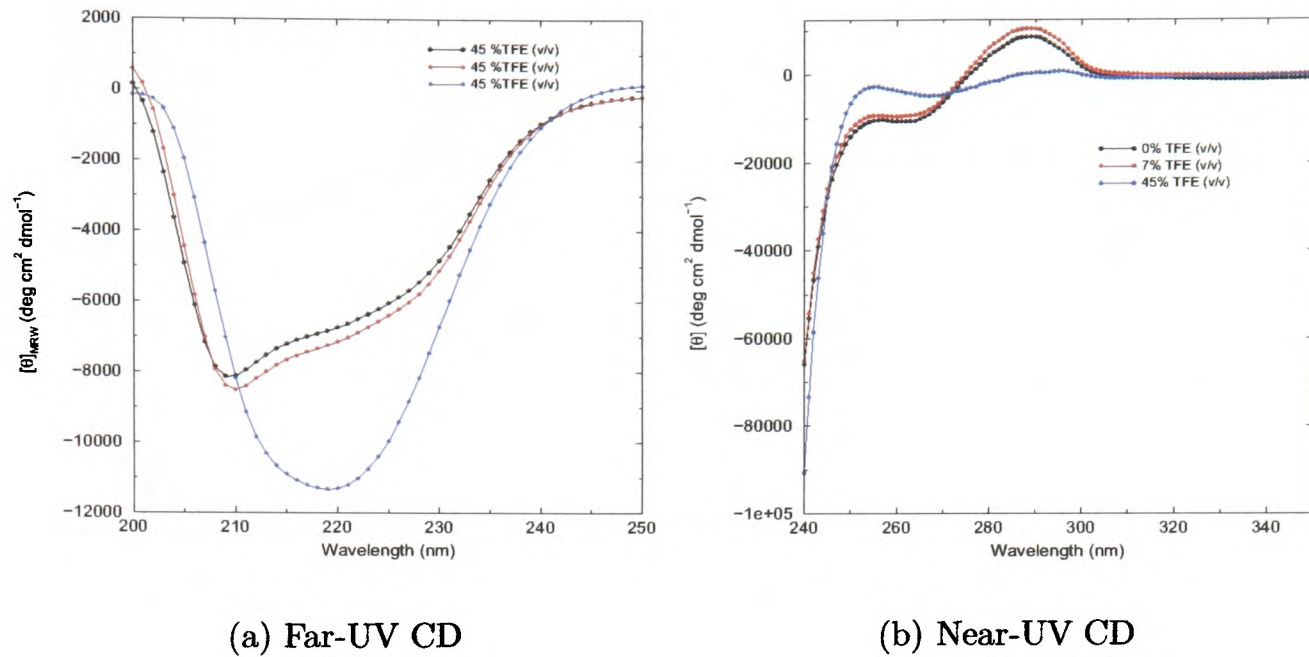 2000
0
−2000
−4000
−6000
−8000
−10000
−12000
200
210
220
230
240
250
Wavelength (nm)
[θ]MRW (deg cm² dmol⁻¹)
45 %TFE (v/v)
45 %TFE (v/v)
45 %TFE (v/v)
(a) Far-UV CD
0
−20000
−40000
−60000
−80000
−1e+05
240
260
280
300
320
340
Wavelength (nm)
[θ] (deg cm² dmol⁻¹)
0% TFE (v/v)
7% TFE (v/v)
45% TFE (v/v)
(b) Near-UV CD